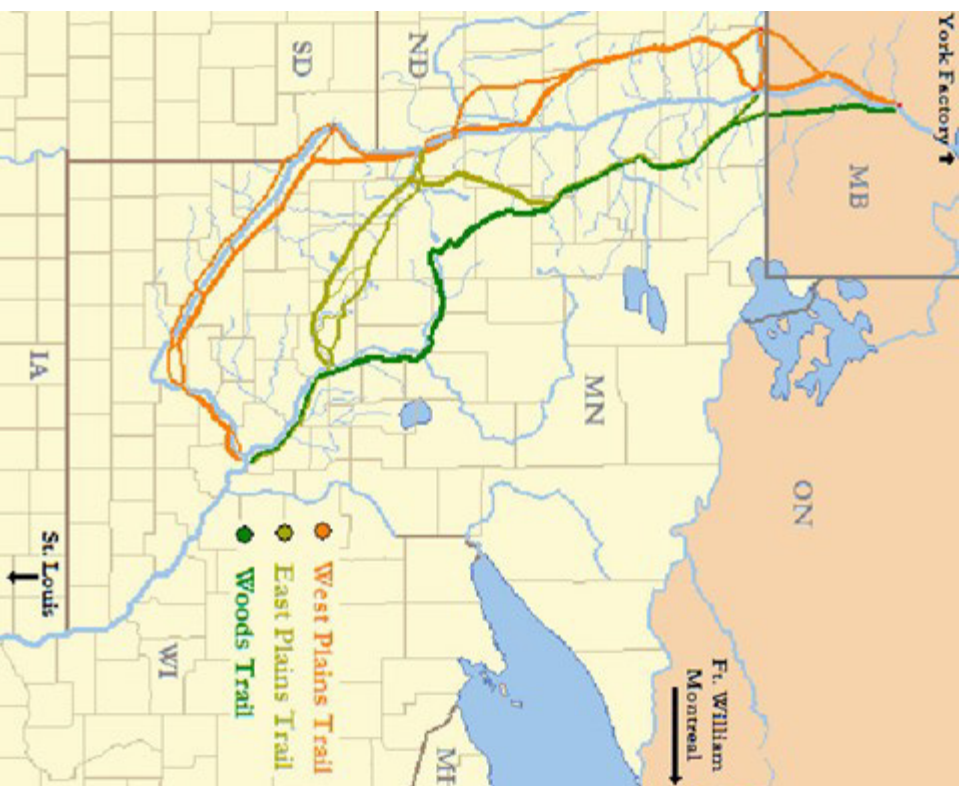 York Factory
MB
ND
SD
MN
ON
IA
WI
MI
St. Louis
Ft. William
Montreal
West Plains Trail
East Plains Trail
Woods Trail